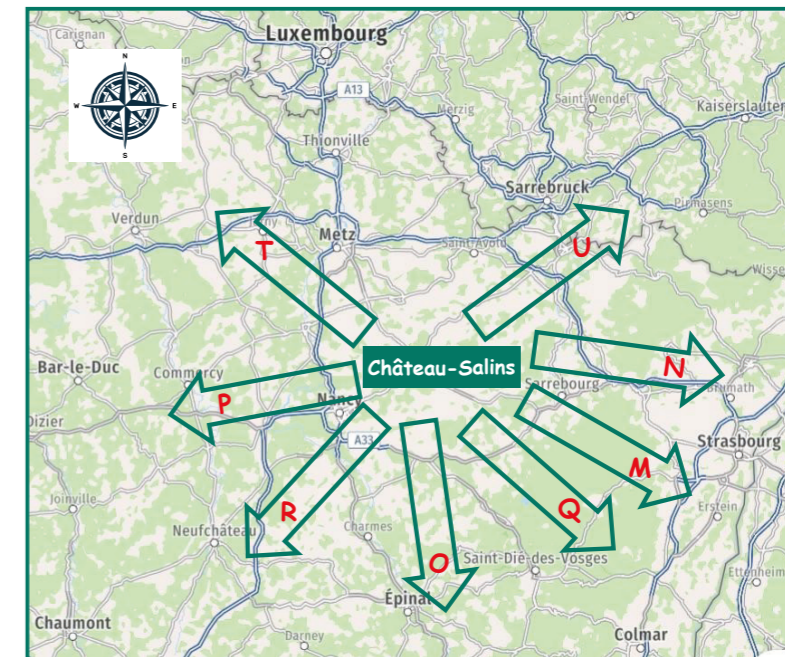 Carignan
Luxembourg
N
W E
S
A13
Merzig
Saint-Wendel
Kaiserslauter
Thionville
Sarrebruck
Pirmasens
Verdun
Metz
Saint-Avold
T
U
Wisse
Château-Salins
Bar-le-Duc
Commercy
P
Sarrebourg
N
Brumath
Nancy
Dizier
A33
Strasbourg
M
Joinville
R
Q
Erstein
Neufchâteau
Charmes
O
Saint-Dié-des-Vosges
Ettenheim
Épinal
Chaumont
Darney
Colmar